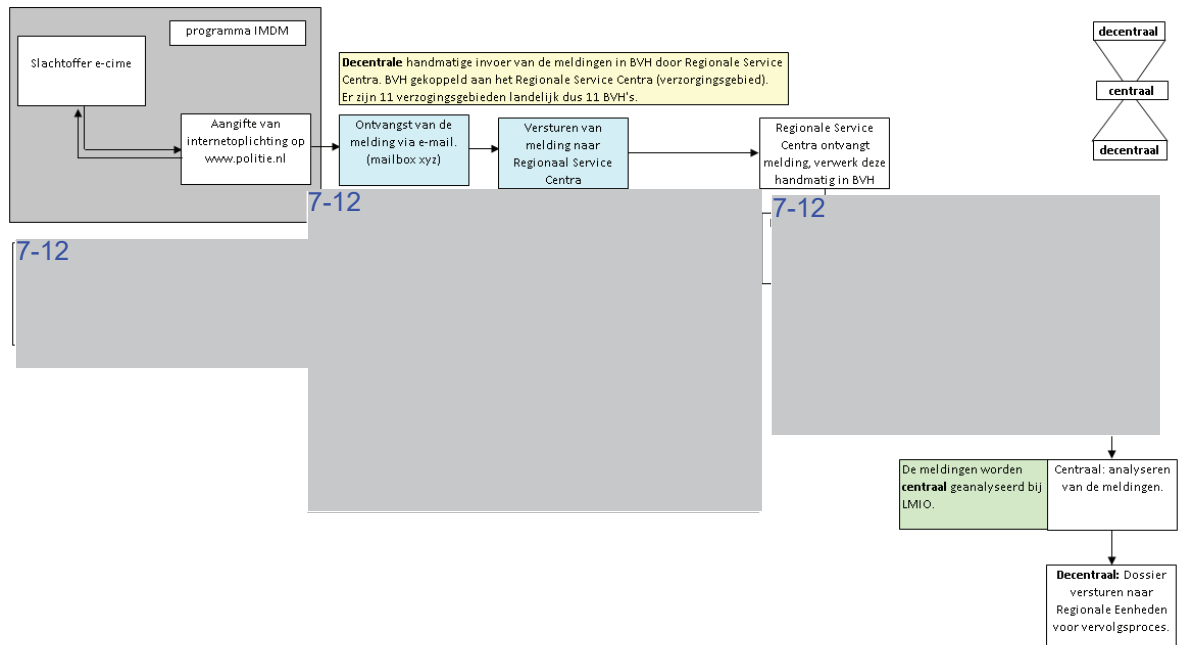 programma IMDM
Slachtoffer e-cime
Aangifte van
internetoplichting op
www.politie.nl
Decentrale handmatige invoer van de meldingen in BVH door Regionale Service
Centra. BVH gekoppeld aan het Regionale Service Centra (verzorgingsgebied).
Er zijn 11 verzogingsgebieden landelijk dus 11 BVH's.
Ontvangst van de
melding via e-mail.
(mailbox xyz)
Versturen van
melding naar
Regionaal Service
Centra
Regionale Service
Centra ontvangt
melding, verwerk deze
handmatig in BVH
decentraal
centraal
decentraal
7-12
7-12
7-12
De meldingen worden
centraal geanalyseerd bij
LMIO.
Centraal: analyseren
van de meldingen.
Decentraal: Dossier
versturen naar
Regionale Eenheden
voor vervolgsproces.